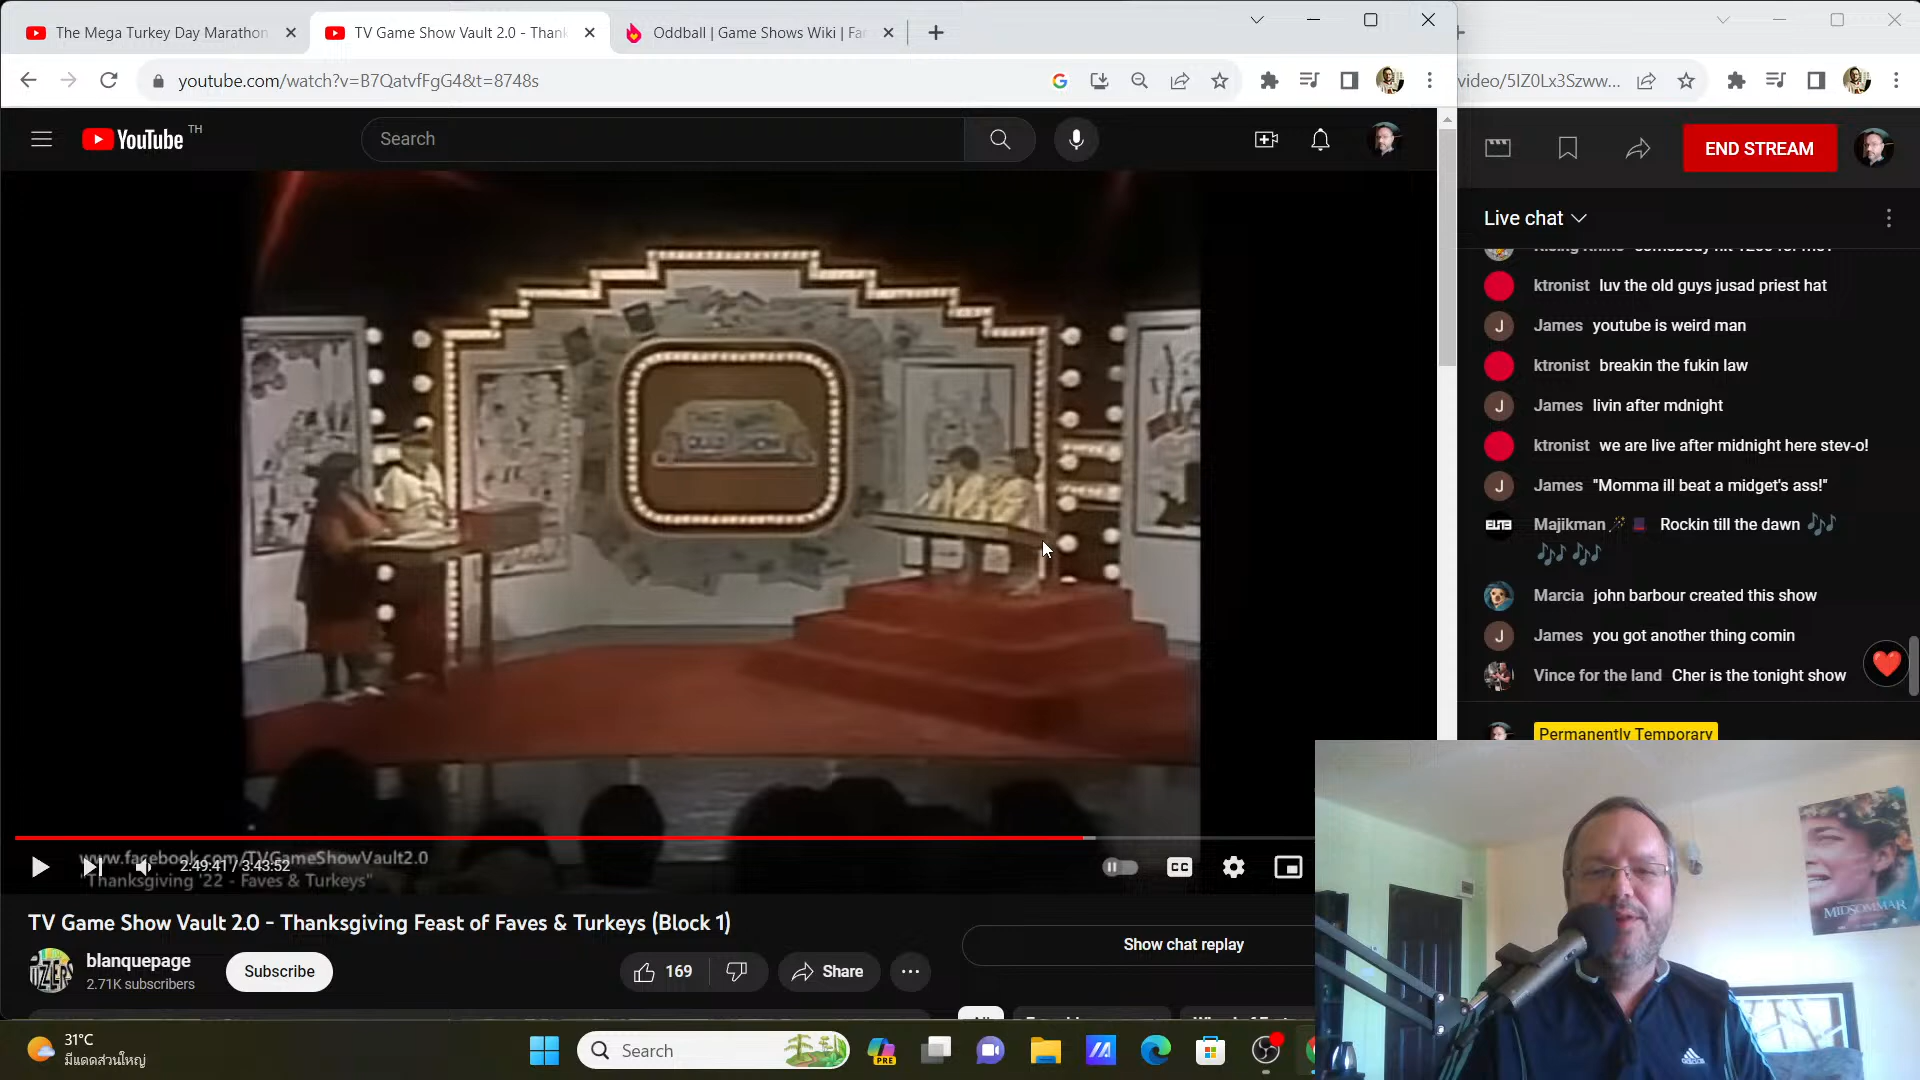 The Mega Turkey Day Marathon
TV Game Show Vault 2.0 - Than
Oddball | Game Shows Wiki | Fa
youtube.com/watch?v=B7QatvfFgG4&t=8748s
video/5IZ0Lx3Szww...
YouTube TH
Search
END STREAM
Live chat
ktronist luv the old guys jusad priest hat
James youtube is weird man
ktronist breakin the fukin law
James livin after mdnight
ktronist we are live after midnight here stev-o!
James "Momma ill beat a midget's ass!"
Majikman Rockin till the dawn
Marcia john barbour created this show
James you got another thing comin
Vince for the land Cher is the tonight show
Permanently Temporary
www.facebook.com/TVGameShowVault2.0
2:49:41 / 3:43:52
"Thanksgiving '22 - Faves & Turkeys"
CC
TV Game Show Vault 2.0 - Thanksgiving Feast of Faves & Turkeys (Block 1)
blanquepage
2.71K subscribers
Subscribe
169
Share
Show chat replay
MIDSOMMAR
adidas
31°C
มีแดดส่วนใหญ่
Search
PRE